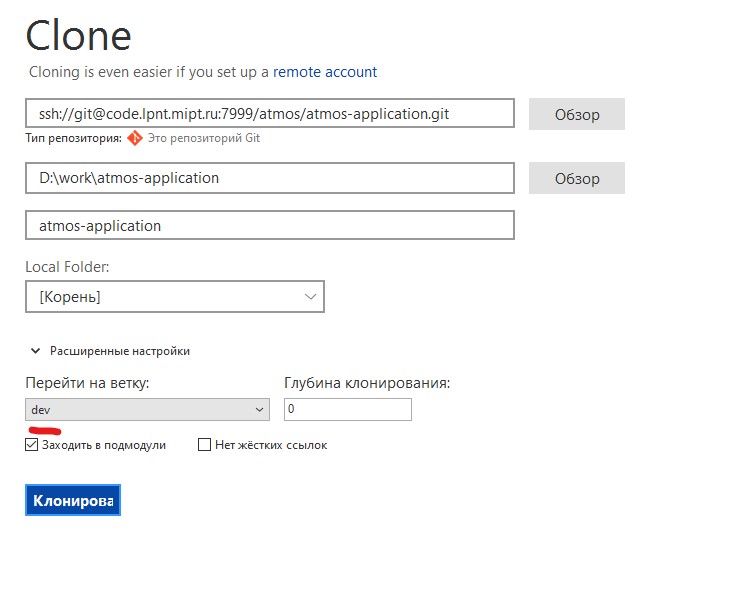 Clone
Cloning is even easier if you set up a remote account
ssh://git@code.lpnt.mipt.ru:7999/atmos/atmos-application.git
Обзор
Тип репозитория: Это репозиторий Git
D:\work\atmos-application
Обзор
atmos-application
Local Folder:
[Корень]
Расширенные настройки
Перейти на ветку: Глубина клонирования:
dev 0
Заходить в подмодули Нет жёстких ссылок
Клонирова